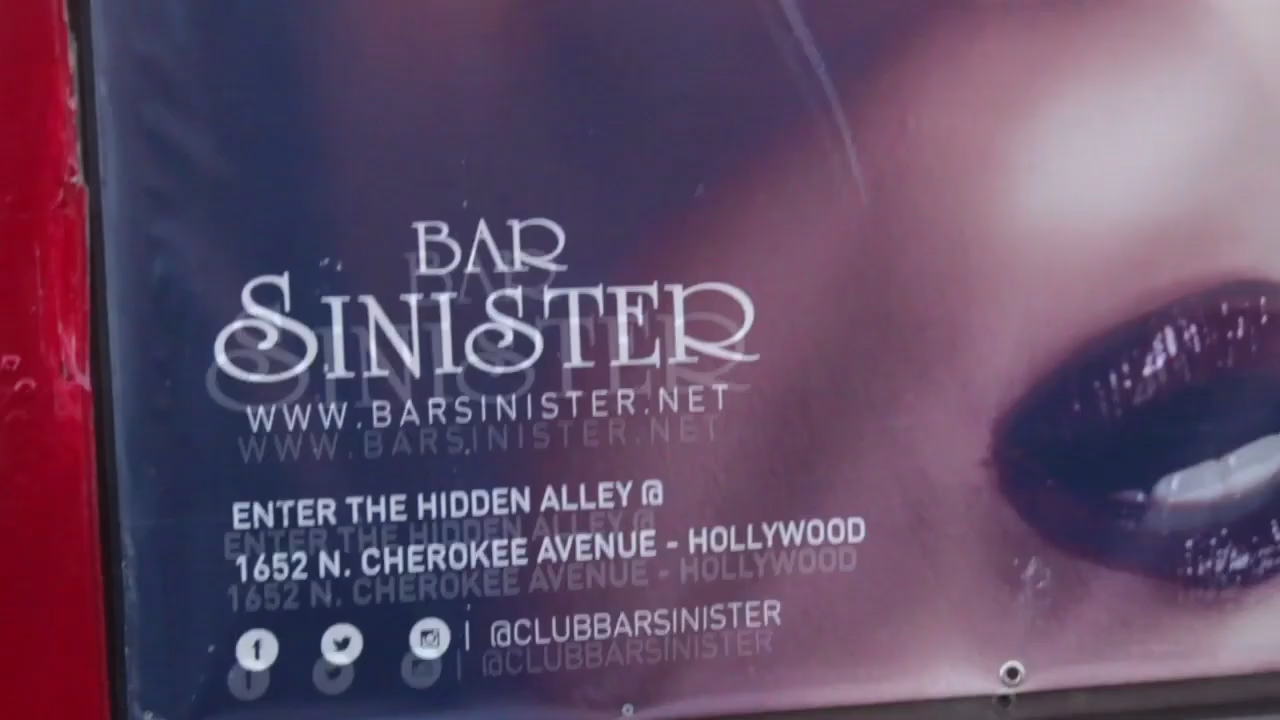 BAR
SINISTER
WWW.BARSINISTER.NET
ENTER THE HIDDEN ALLEY @
1652 N. CHEROKEE AVENUE - HOLLYWOOD
f | @CLUBBARSINISTER